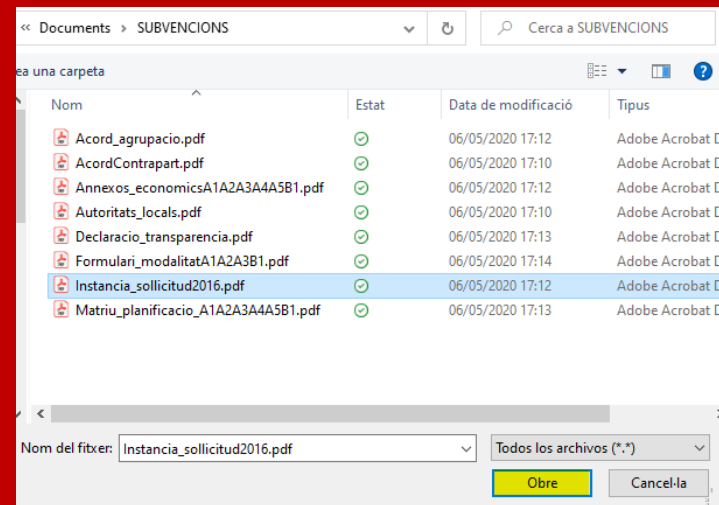 « Documents > SUBVENCIONS Cerca a SUBVENCIONS
ea una carpeta ?
Nom Estat Data de modificació Tipus
Acord_agrupacio.pdf 06/05/2020 17:12 Adobe Acrobat D
AcordContrapart.pdf 06/05/2020 17:10 Adobe Acrobat D
Annexos_economicsA1A2A3A4A5B1.pdf 06/05/2020 17:12 Adobe Acrobat D
Autoritats_locals.pdf 06/05/2020 17:10 Adobe Acrobat D
Declaracio_transparencia.pdf 06/05/2020 17:13 Adobe Acrobat D
Formulari_modalitatA1A2A3B1.pdf 06/05/2020 17:14 Adobe Acrobat D
Instancia_sollicitud2016.pdf 06/05/2020 17:12 Adobe Acrobat D
Matriu_planificacio_A1A2A3A4A5B1.pdf 06/05/2020 17:13 Adobe Acrobat D
Nom del fitxer: Instancia_sollicitud2016.pdf Todos los archivos (*.*)
Obre Cancel·la